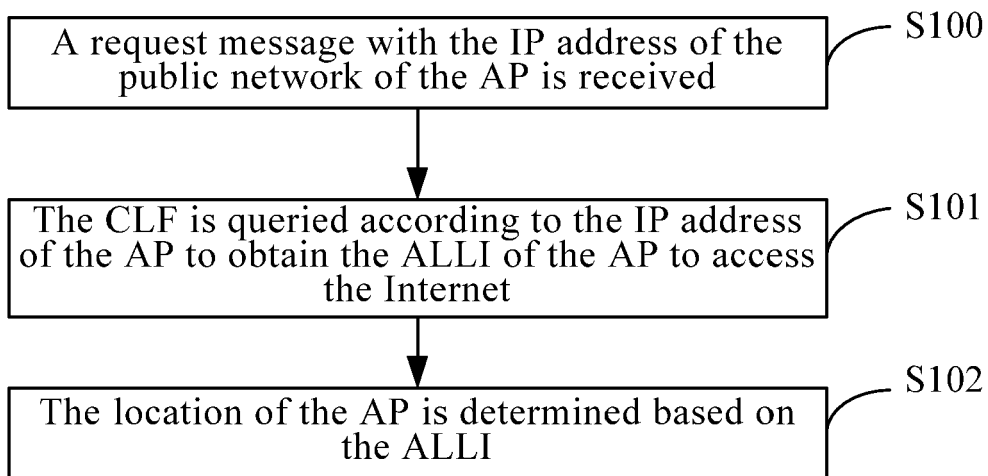 A request message with the IP address of the
public network of the AP is received
S100
The CLF is queried according to the IP address
of the AP to obtain the ALLI of the AP to access
the Internet
S101
The location of the AP is determined based on
the ALLI
S102